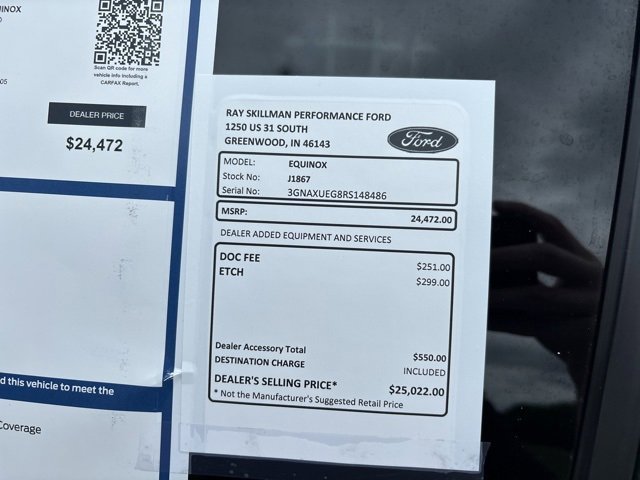 INOX
Scan QR code for more
vehicle info including a
CARFAX Report.
05
DEALER PRICE
$24,472
RAY SKILLMAN PERFORMANCE FORD
1250 US 31 SOUTH
GREENWOOD, IN 46143
Ford
MODEL: EQUINOX
Stock No: J1867
Serial No: 3GNAXUEG8RS148486
MSRP: 24,472.00
DEALER ADDED EQUIPMENT AND SERVICES
DOC FEE $251.00
ETCH $299.00
Dealer Accessory Total $550.00
DESTINATION CHARGE INCLUDED
DEALER'S SELLING PRICE* $25,022.00
* Not the Manufacturer's Suggested Retail Price
d this vehicle to meet the
Coverage